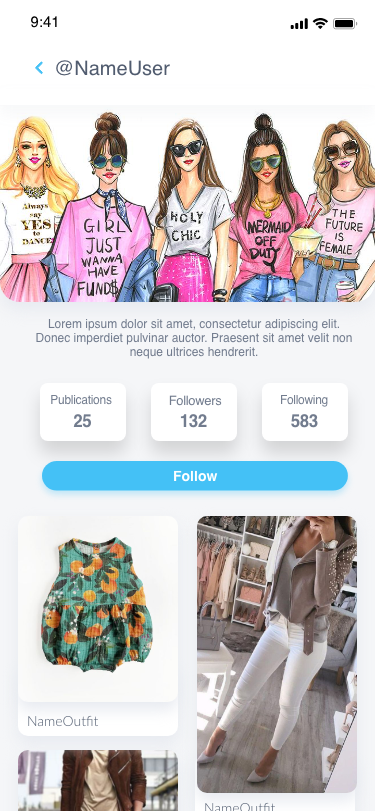 9:41
@NameUser
Always
say
YES
to
DANCE
GIRL
JUST
WANNA
HAVE
FUND$
HOLY
CHIC
MERMAID
OFF
DUTY
THE
FUTURE
IS
FEMALE
Lorem ipsum dolor sit amet, consectetur adipiscing elit.
Donec imperdiet pulvinar auctor. Praesent sit amet velit non
neque ultrices hendrerit.
Publications
25
Followers
132
Following
583
Follow
NameOutfit
NameOutfit